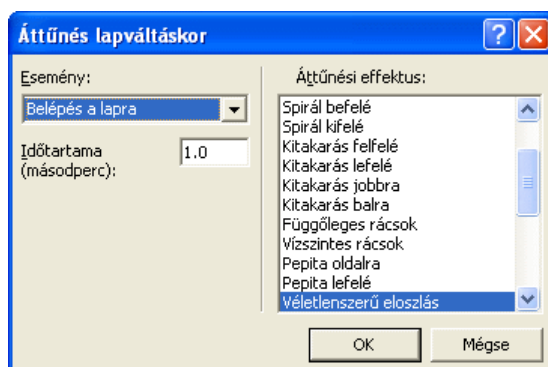 Áttűnés lapváltáskor
Esemény:
Belépés a lapra
Időtartama
(másodperc):
1.0
Áttűnési effektus:
Spirál befelé
Spirál kifelé
Kitakarás felfelé
Kitakarás lefelé
Kitakarás jobbra
Kitakarás balra
Függőleges rácsok
Vízszintes rácsok
Pepita oldalra
Pepita lefelé
Véletlenszerű eloszlás
OK
Mégse